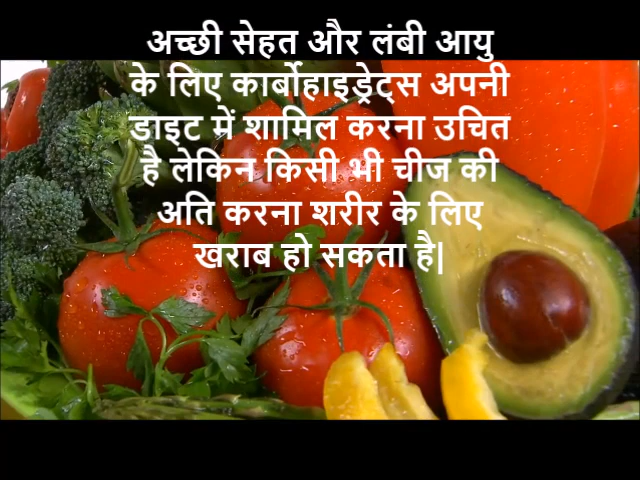 अच्छी सेहत और लंबी आयु
के लिए कार्बोहाइड्रेट्स अपनी
डाइट में शामिल करना उचित
है लेकिन किसी भी चीज की
अति करना शरीर के लिए
खराब हो सकता है|